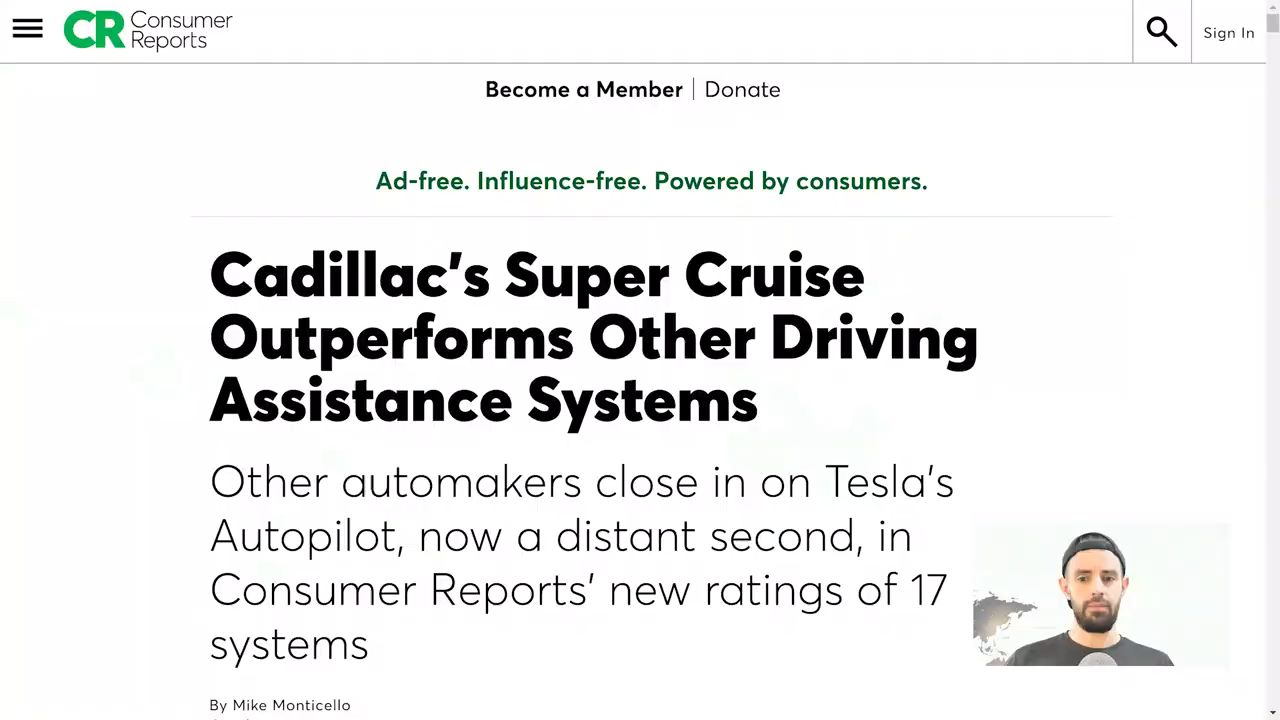 CR Consumer
Reports
Sign In
Become a Member | Donate
Ad-free. Influence-free. Powered by consumers.
Cadillac's Super Cruise
Outperforms Other Driving
Assistance Systems
Other automakers close in on Tesla's
Autopilot, now a distant second, in
Consumer Reports' new ratings of 17
systems
By Mike Monticello